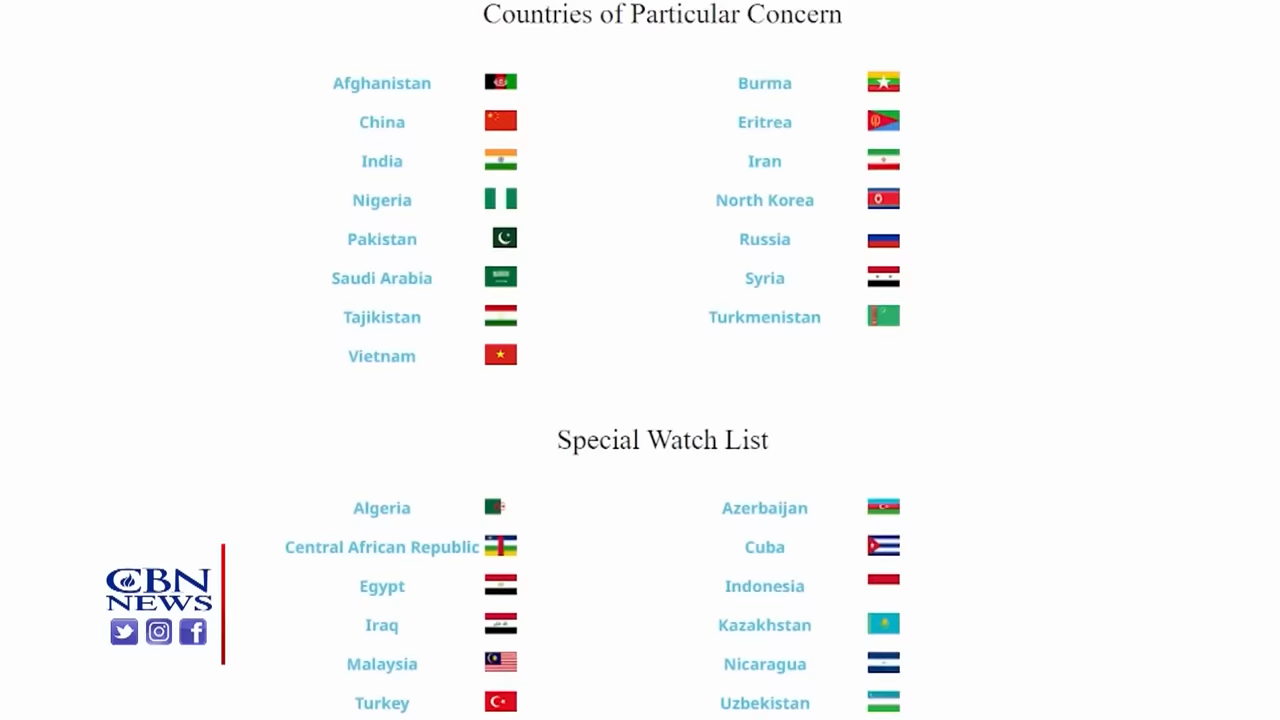 Countries of Particular Concern
Afghanistan Burma
China Eritrea
India Iran
Nigeria North Korea
Pakistan Russia
Saudi Arabia Syria
Tajikistan Turkmenistan
Vietnam
Special Watch List
Algeria Azerbaijan
Central African Republic Cuba
Egypt Indonesia
Iraq Kazakhstan
Malaysia Nicaragua
Turkey Uzbekistan
CBN
NEWS